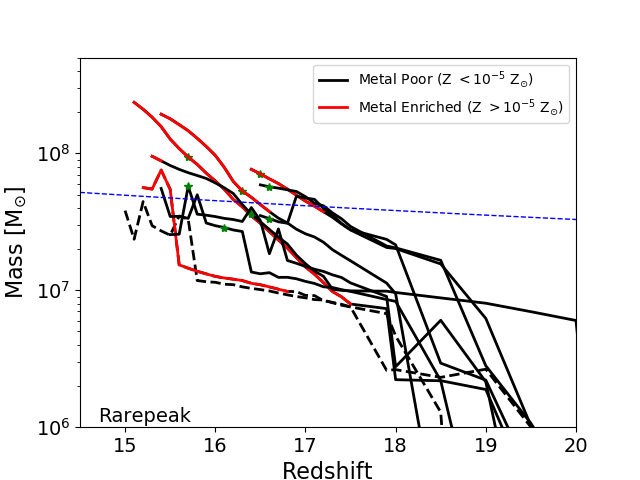 Metal Poor (Z < 10⁻⁵ Z☉)
Metal Enriched (Z > 10⁻⁵ Z☉)
10⁸
10⁷
10⁶
Mass [M☉]
Rarepeak
15 16 17 18 19 20
Redshift